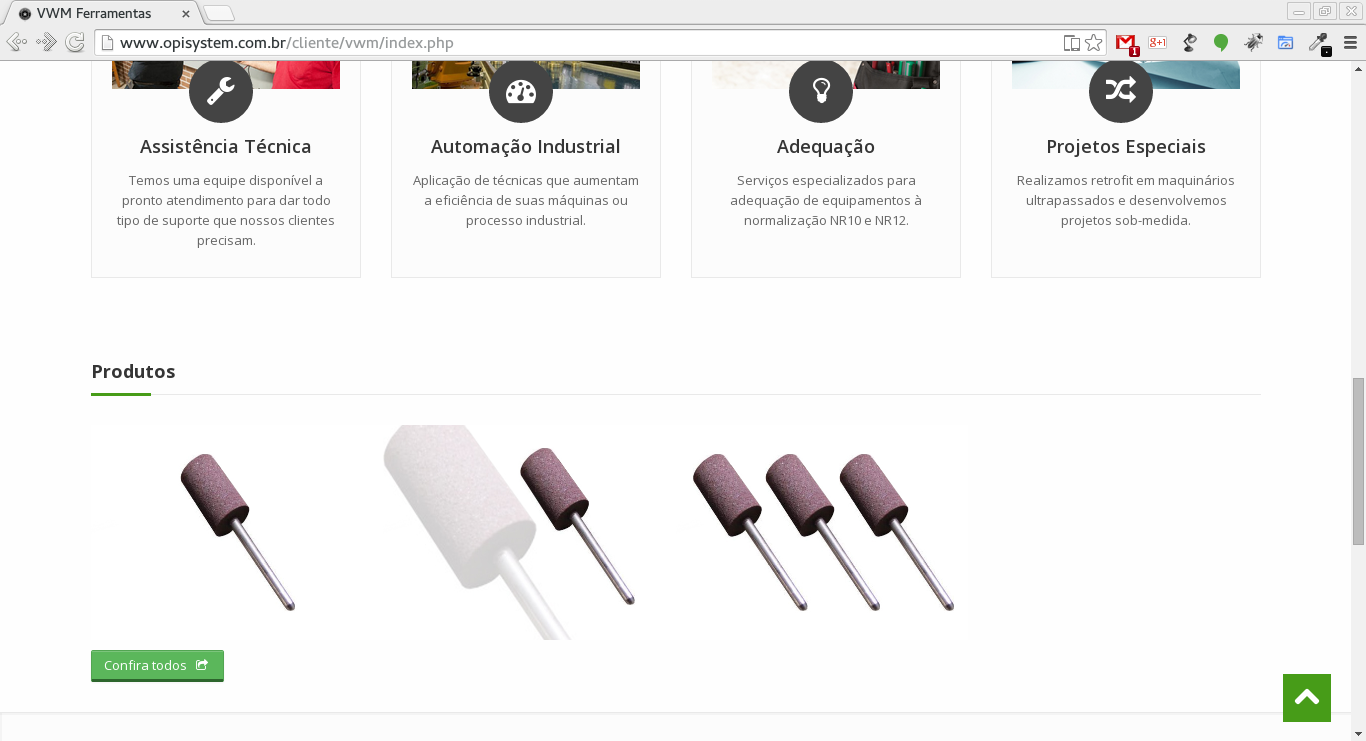 VWM Ferramentas
www.opisystem.com.br/cliente/vwm/index.php
1
g+1
Assistência Técnica
Temos uma equipe disponível a
pronto atendimento para dar todo
tipo de suporte que nossos clientes
precisam.
Automação Industrial
Aplicação de técnicas que aumentam
a eficiência de suas máquinas ou
processo industrial.
Adequação
Serviços especializados para
adequação de equipamentos à
normalização NR10 e NR12.
Projetos Especiais
Realizamos retrofit em maquinários
ultrapassados e desenvolvemos
projetos sob-medida.
Produtos
Confira todos